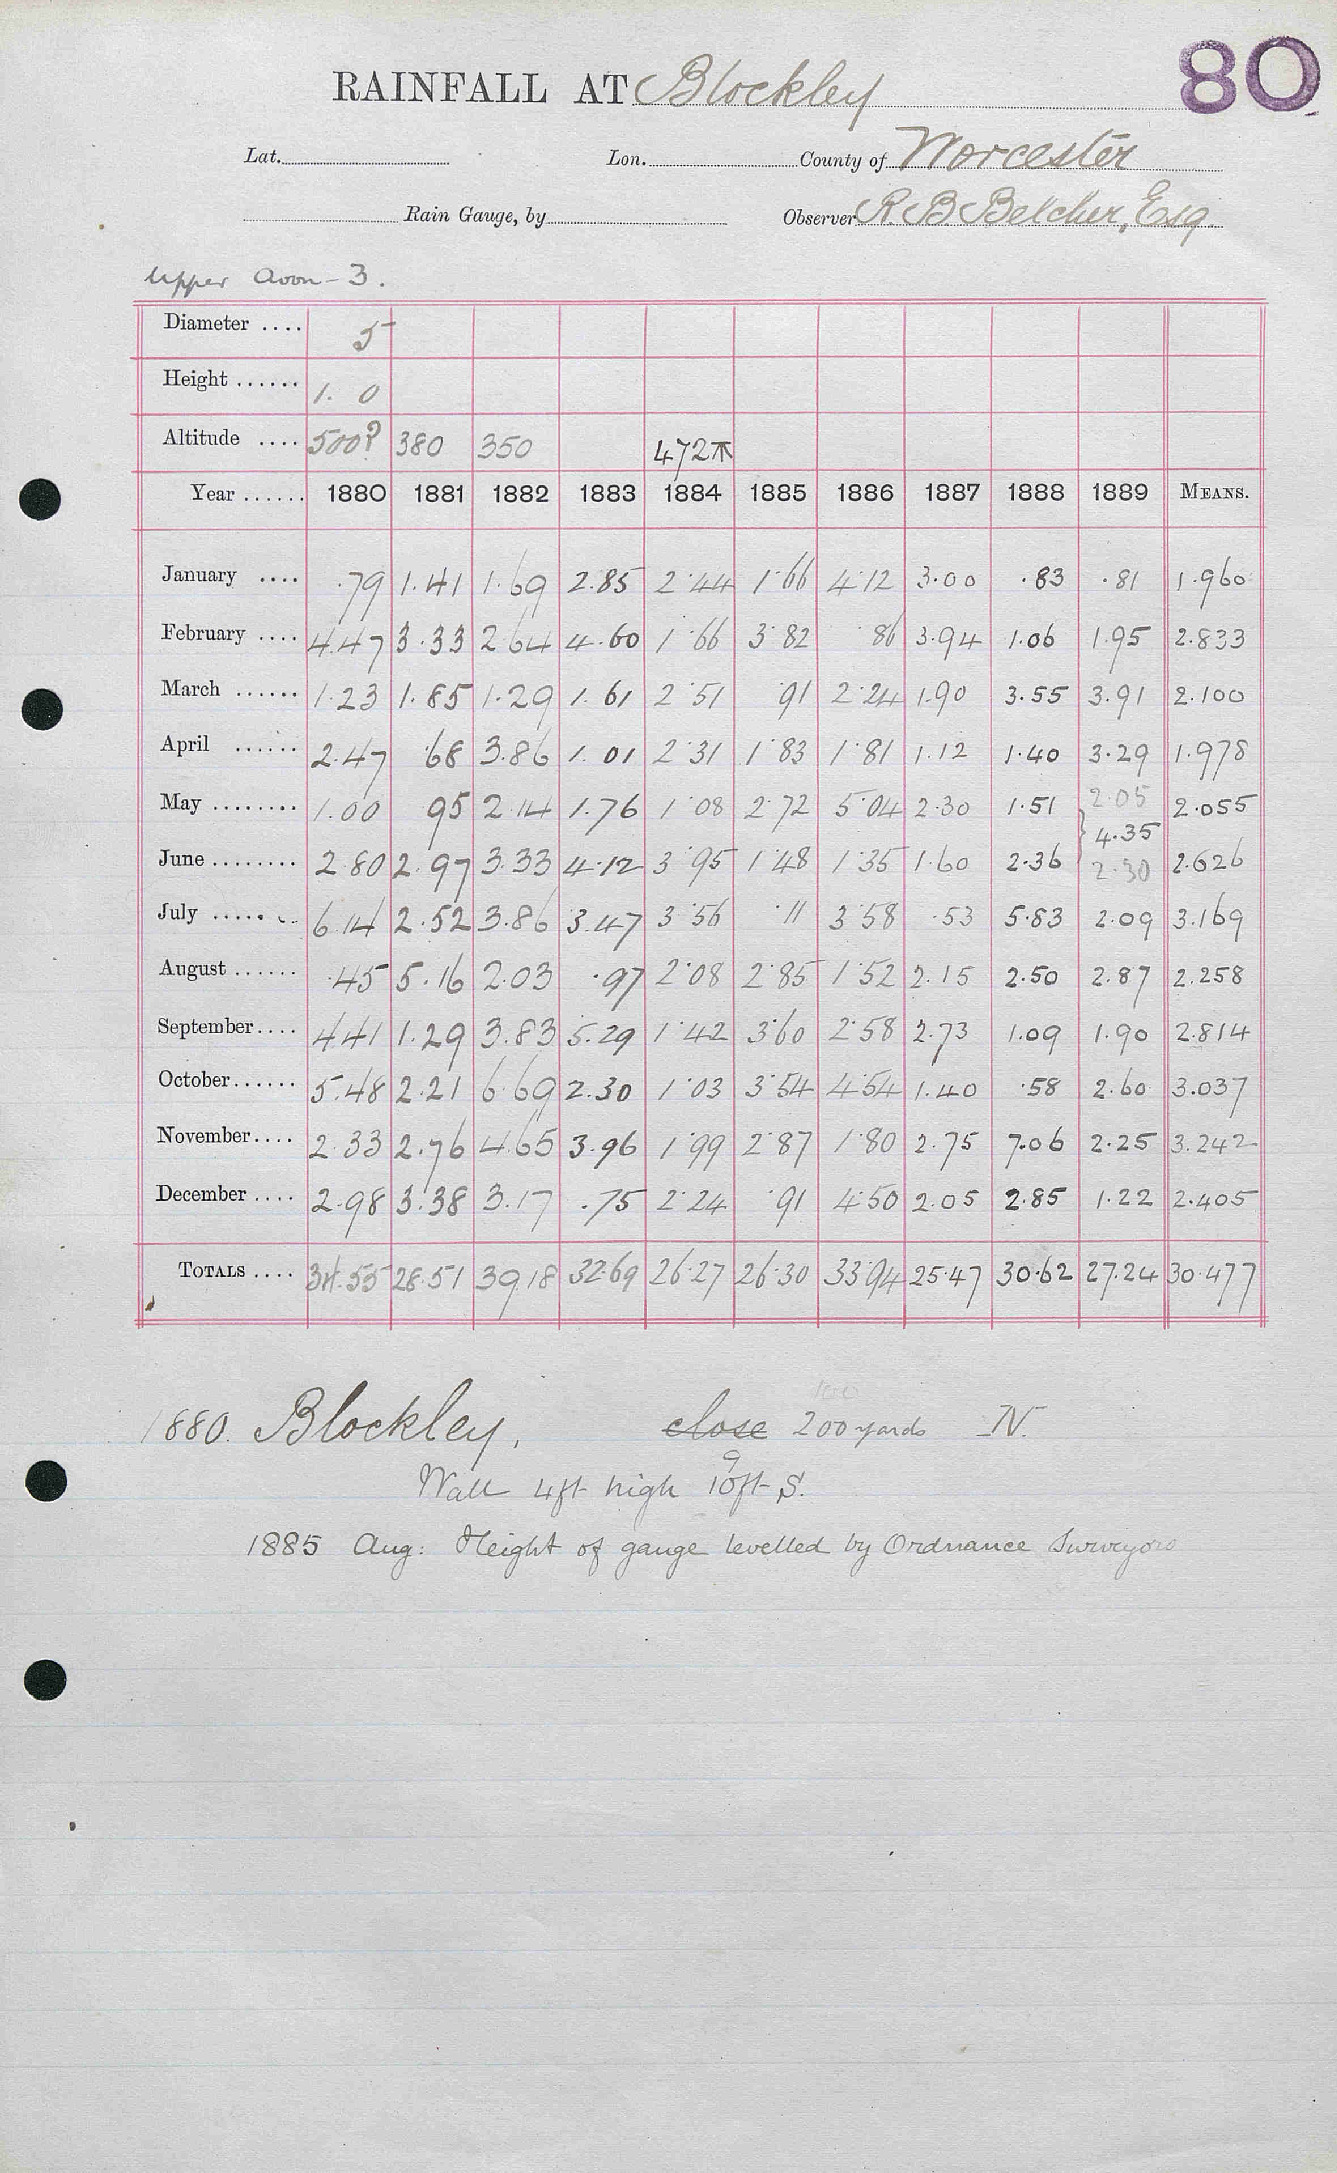 80
RAINFALL AT Blockley
Lat. Lon. County of Worcester
Rain Gauge, by Observer R. B. Belcher, Esq.
Upper Avon - 3.
Diameter .... 5
Height ...... 1. 0
Altitude .... 500? 380 350 472
Year ...... 1880 1881 1882 1883 1884 1885 1886 1887 1888 1889 MEANS.
January .... .79 1.41 1.69 2.85 2.44 1.66 4.12 3.00 .83 .81 1.960
February .... 4.47 3.33 2.64 4.60 1.66 3.82 86 3.94 1.06 1.95 2.833
March ...... 1.23 1.85 1.29 1.61 2.51 91 2.24 1.90 3.55 3.91 2.100
April ...... 2.47 .68 3.86 1.01 2.31 1.83 1.81 1.12 1.40 3.29 1.978
May ........ 1.00 95 2.14 1.76 1.08 2.72 5.04 2.30 1.51 2.05 2.055
4.35
June ........ 2.80 2.97 3.33 4.12 3.95 1.48 1.35 1.60 2.36 2.30 2.626
July ...... 6.14 2.52 3.86 3.47 3.56 .11 3.58 .53 5.83 2.09 3.169
August ...... .45 5.16 2.03 .97 2.08 2.85 1.52 2.15 2.50 2.87 2.258
September .... 4.41 1.29 3.83 5.29 1.42 3.60 2.58 2.73 1.09 1.90 2.814
October ...... 5.48 2.21 6.69 2.30 1.03 3.54 4.54 1.40 .58 2.60 3.037
November .... 2.33 2.76 4.65 3.96 1.99 2.87 1.80 2.75 7.06 2.25 3.242
December .... 2.98 3.38 3.17 .75 2.24 .91 4.50 2.05 2.85 1.22 2.405
TOTALS .... 34.55 28.51 39.18 32.69 26.27 26.30 33.94 25.47 30.62 27.24 30.477
100
1880. Blockley, close 200 yards N.
9
Wall 4ft high 10ft S.
1885 Aug: Height of gauge levelled by Ordnance Surveyors